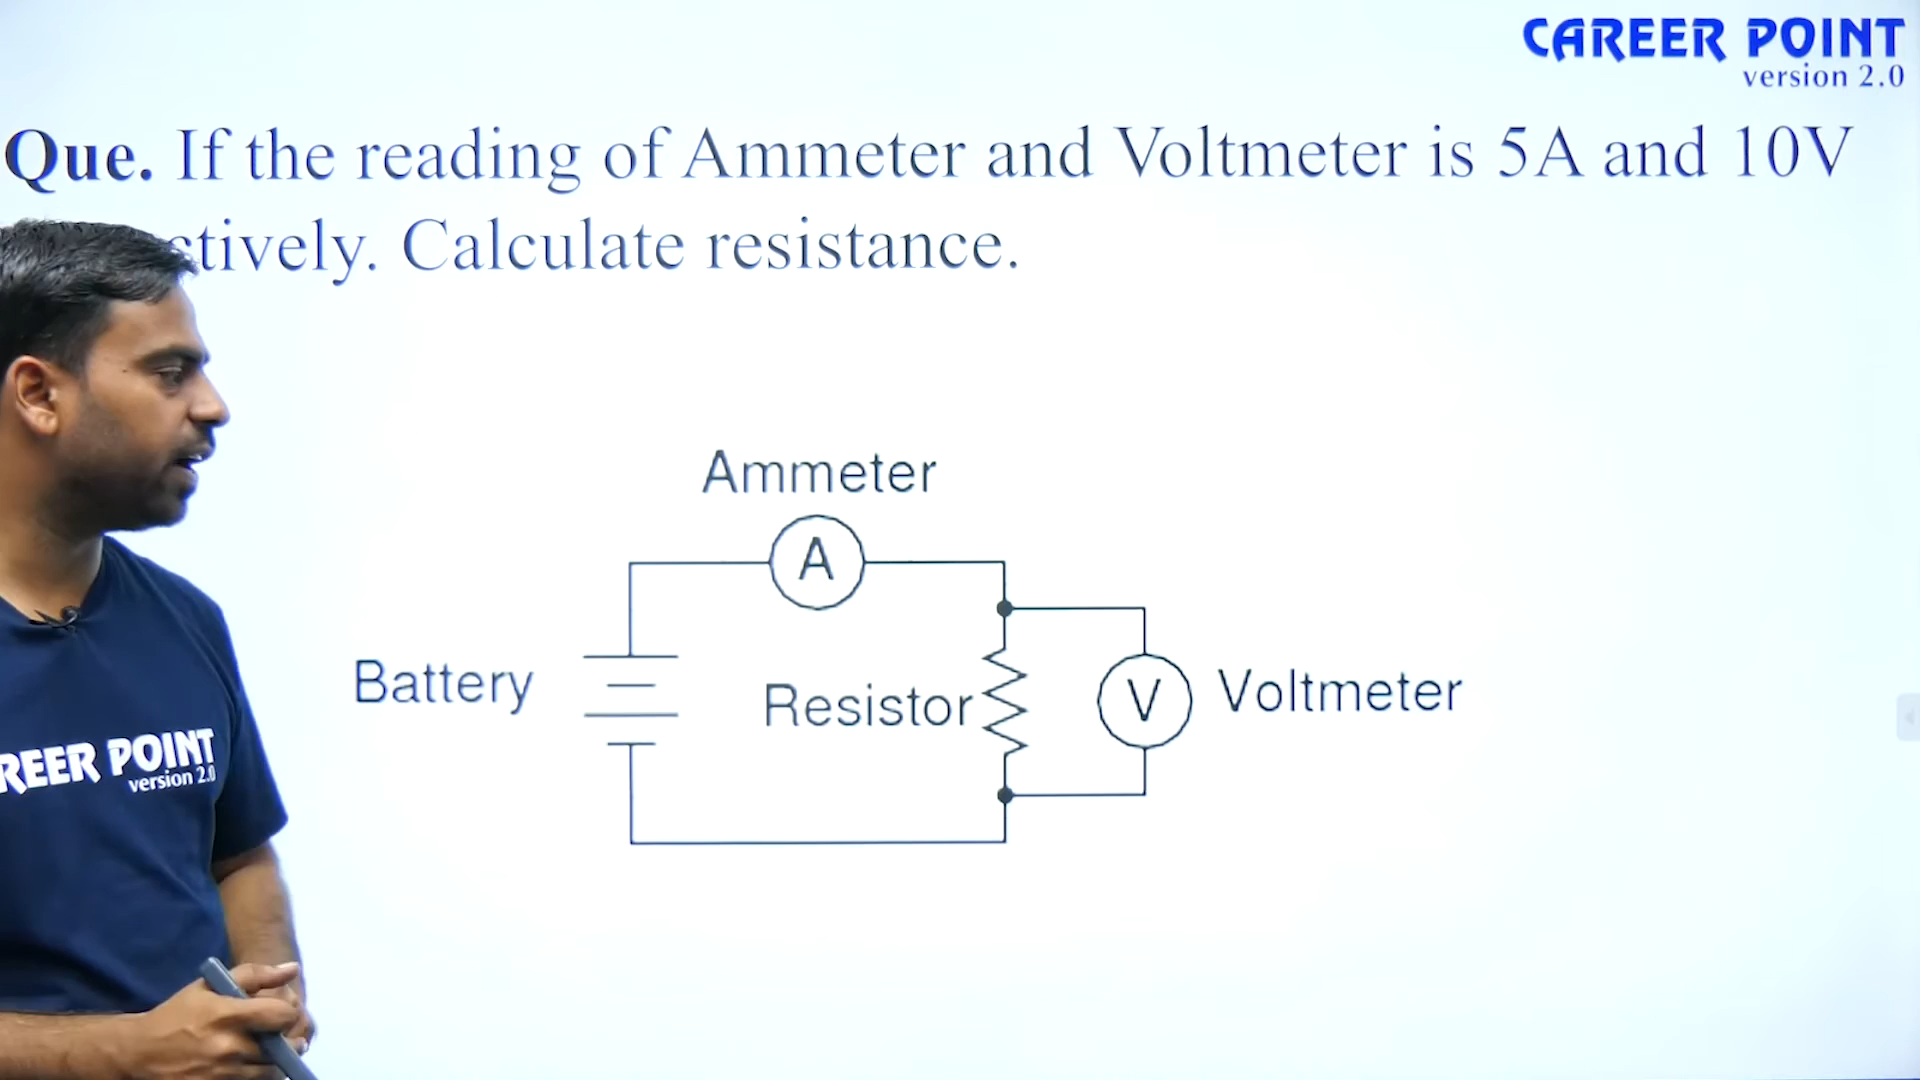 CAREER POINT
version 2.0
Que. If the reading of Ammeter and Voltmeter is 5A and 10V
ctively. Calculate resistance.
Ammeter
A
Battery
Resistor
V
Voltmeter
REER POINT
version 2.0